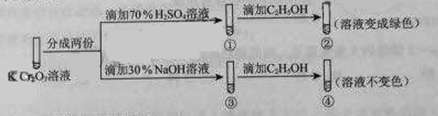 滴加70%H₂SO₄溶液
滴加C₂H₅OH
分成两份
①
②
(溶液变成绿色)
K Cr₂O₇溶液
滴加30%NaOH溶液
滴加C₂H₅OH
③
④
(溶液不变色)